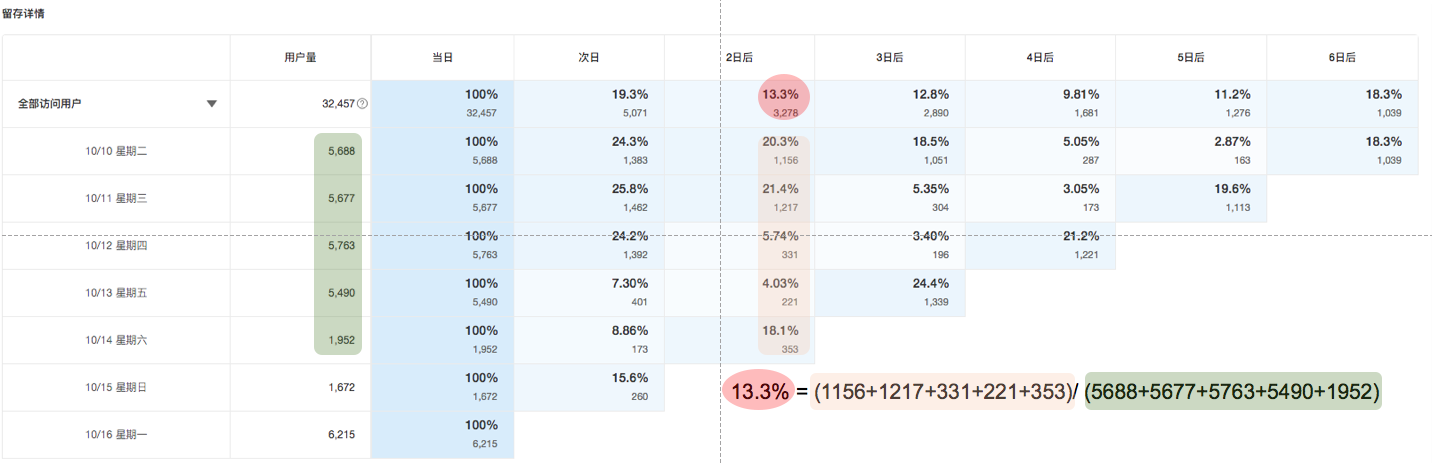 留存详情
用户量 当日 次日 2日后 3日后 4日后 5日后 6日后
全部访问用户 32,457 100% 19.3% 13.3% 12.8% 9.81% 11.2% 18.3%
32,457 5,071 3,278 2,890 1,681 1,276 1,039
10/10 星期二 5,688 100% 24.3% 20.3% 18.5% 5.05% 2.87% 18.3%
5,688 1,383 1,156 1,051 287 163 1,039
10/11 星期三 5,677 100% 25.8% 21.4% 5.35% 3.05% 19.6%
5,677 1,462 1,217 304 173 1,113
10/12 星期四 5,763 100% 24.2% 5.74% 3.40% 21.2%
5,763 1,392 331 196 1,221
10/13 星期五 5,490 100% 7.30% 4.03% 24.4%
5,490 401 221 1,339
10/14 星期六 1,952 100% 8.86% 18.1%
1,952 173 353
10/15 星期日 1,672 100% 15.6%
1,672 260
13.3% = (1156+1217+331+221+353)/ (5688+5677+5763+5490+1952)
10/16 星期一 6,215 100%
6,215